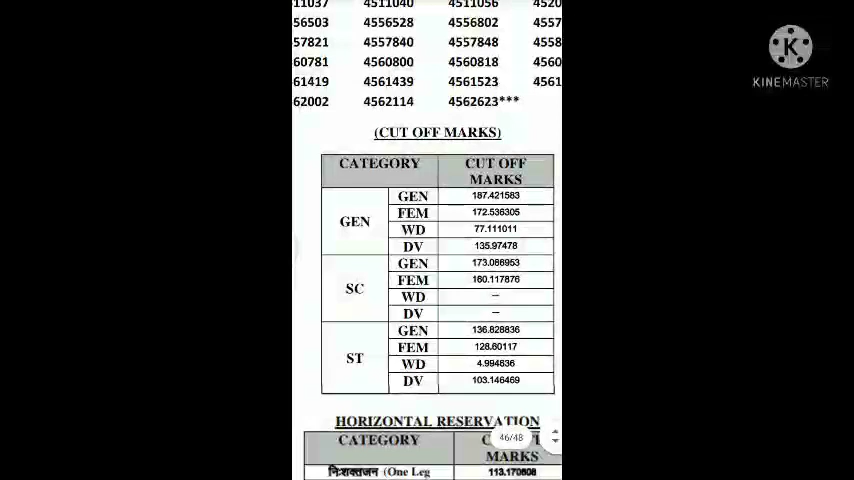 11037 4511040 4511056 4520
556503 4556528 4556802 4557
557821 4557840 4557848 4558
60781 4560800 4560818 4560
61419 4561439 4561523 4561
62002 4562114 4562623***
K
KINEMASTER
(CUT OFF MARKS)
CATEGORY CUT OFF
MARKS
GEN GEN 187.421583
FEM 172.536305
WD 77.111011
DV 135.97478
SC GEN 173.086953
FEM 160.117876
WD —
DV —
ST GEN 136.828836
FEM 128.60117
WD 4.994636
DV 103.146469
HORIZONTAL RESERVATION
46/48
CATEGORY
MARKS
निःशक्तजन (One Leg 113.170808